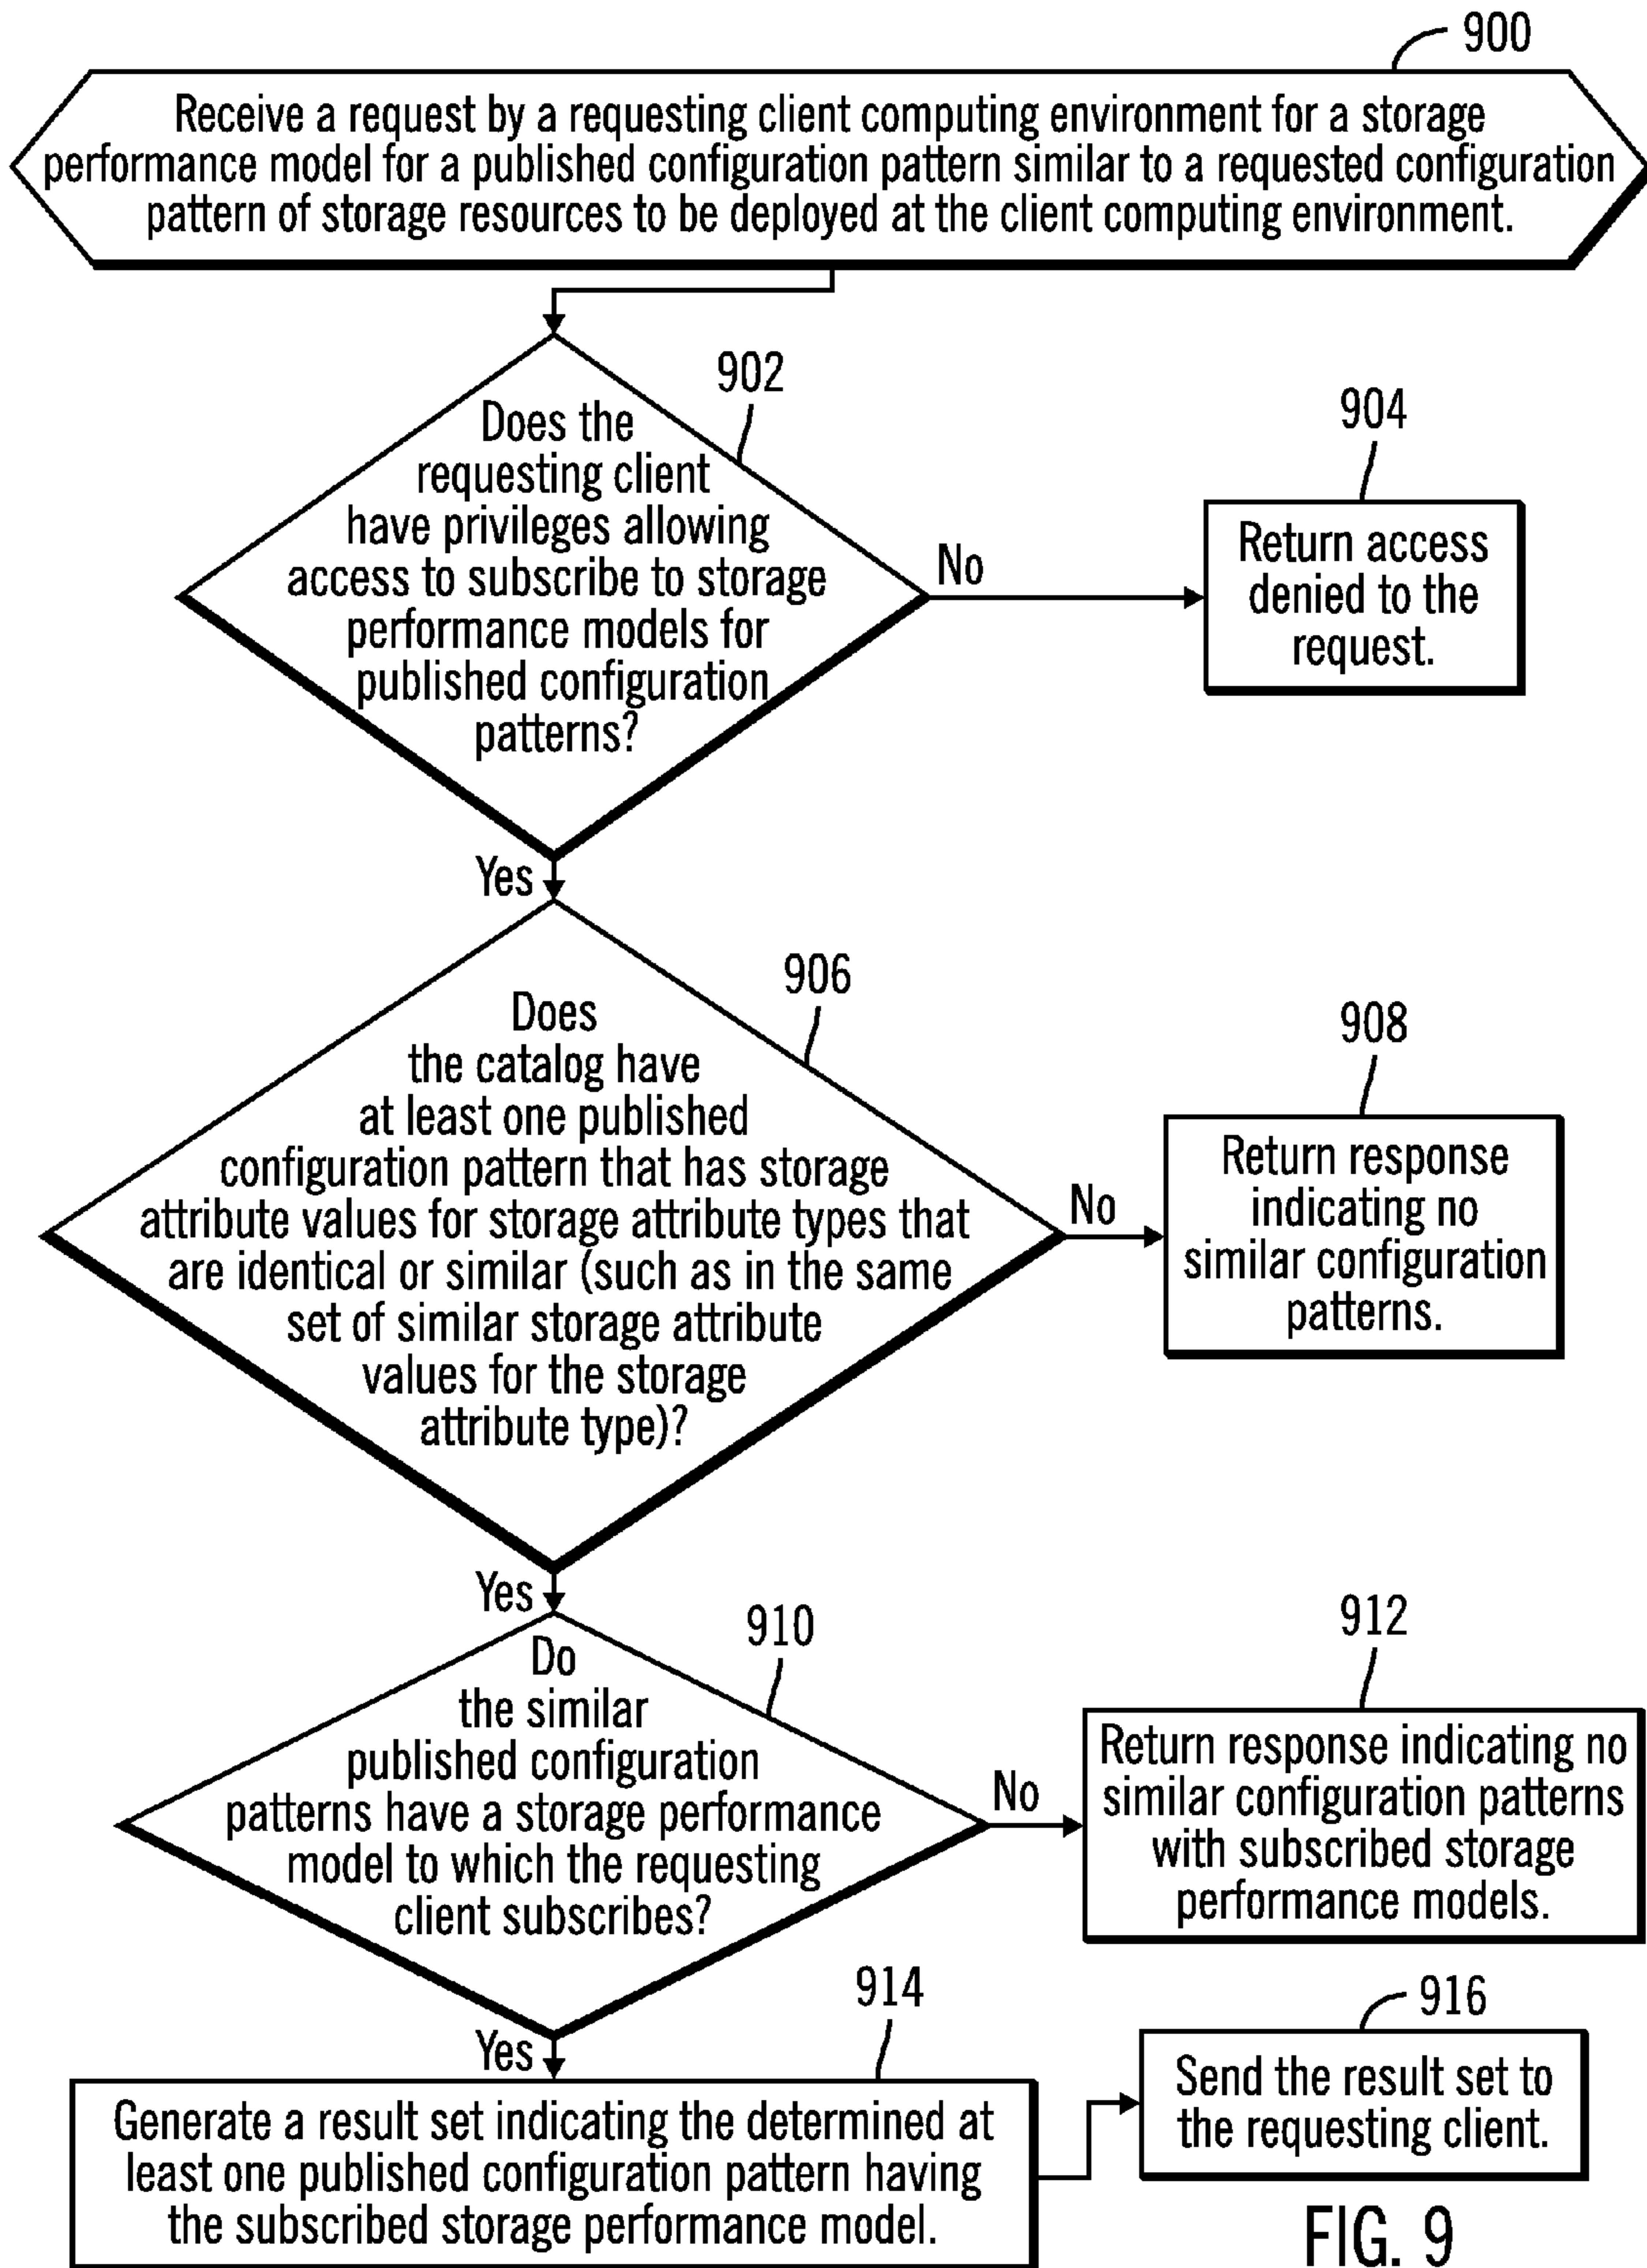 900
Receive a request by a requesting client computing environment for a storage
performance model for a published configuration pattern similar to a requested configuration
pattern of storage resources to be deployed at the client computing environment.
902
Does the
requesting client
have privileges allowing
access to subscribe to storage
performance models for
published configuration
patterns?
No
904
Return access
denied to the
request.
Yes
906
Does
the catalog have
at least one published
configuration pattern that has storage
attribute values for storage attribute types that
are identical or similar (such as in the same
set of similar storage attribute
values for the storage
attribute type)?
No
908
Return response
indicating no
similar configuration
patterns.
Yes
910
Do
the similar
published configuration
patterns have a storage performance
model to which the requesting
client subscribes?
No
912
Return response indicating no
similar configuration patterns
with subscribed storage
performance models.
Yes
914
Generate a result set indicating the determined at
least one published configuration pattern having
the subscribed storage performance model.
916
Send the result set to
the requesting client.
FIG. 9